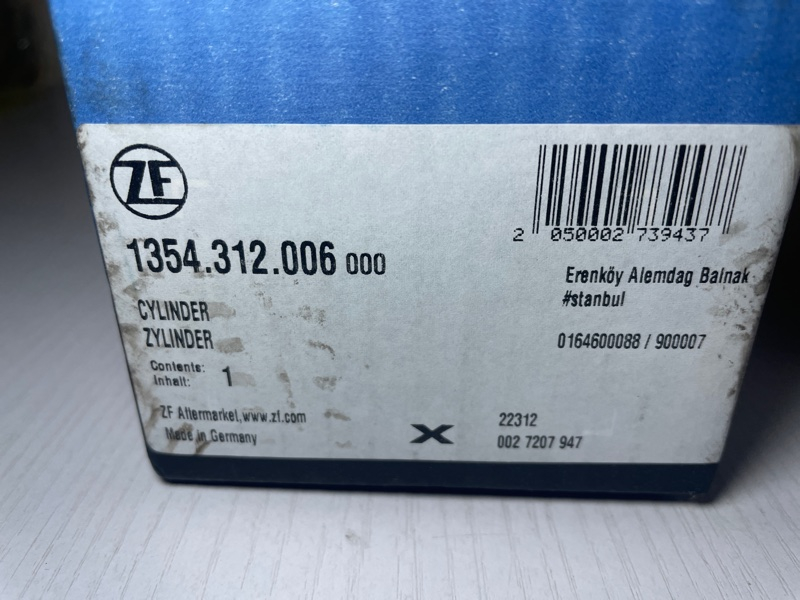 ZF
2 050002 739437
1354.312.006 000
Erenköy Alemdag Balnak
#stanbul
CYLINDER
ZYLINDER
0164600088 / 900007
Contents:
Inhalt: 1
ZF Aftermarket,www.zf.com
Made in Germany
X
22312
002 7207 947